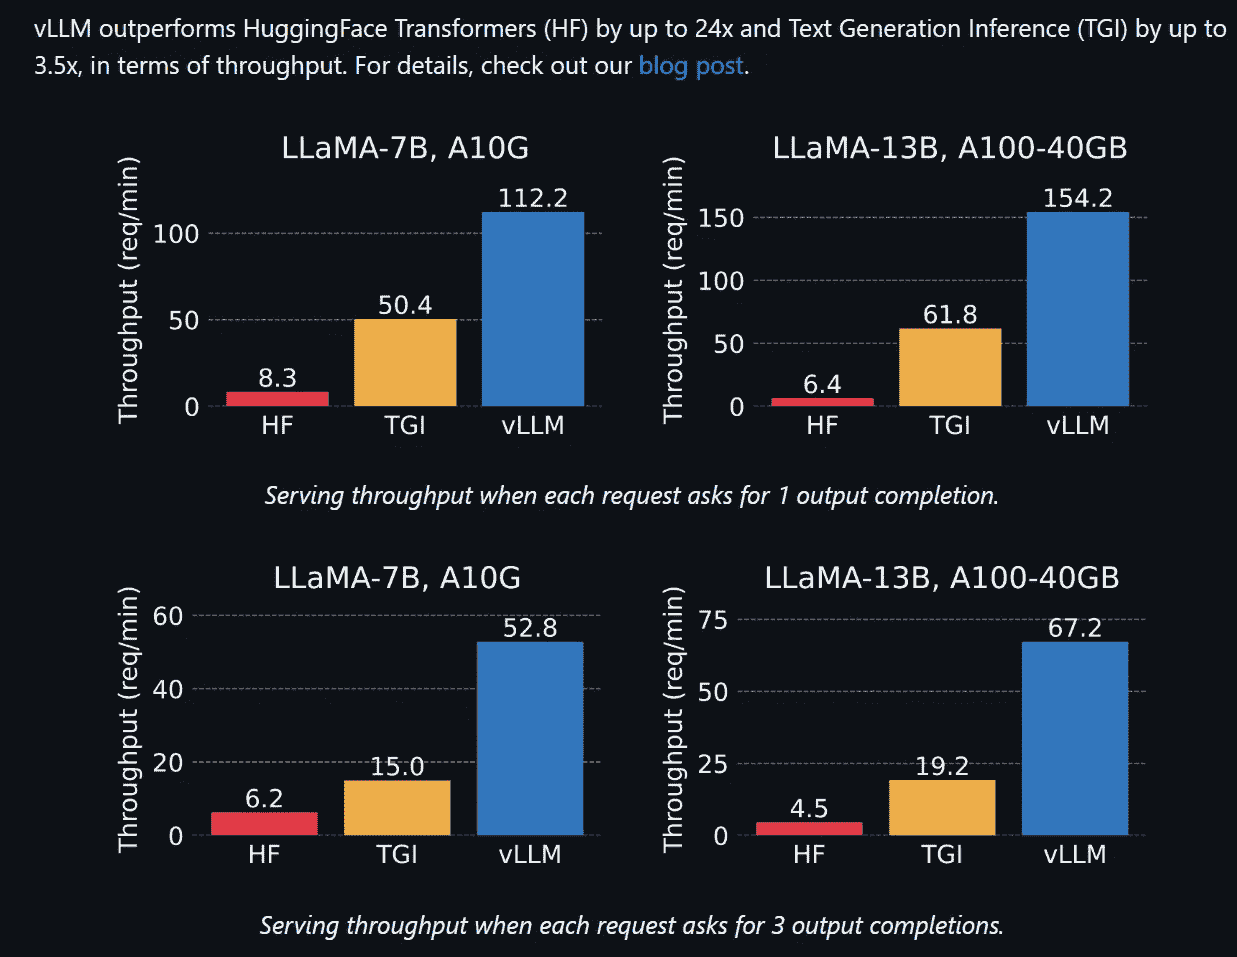 vLLM outperforms HuggingFace Transformers (HF) by up to 24x and Text Generation Inference (TGI) by up to
3.5x, in terms of throughput. For details, check out our blog post.
LLaMA-7B, A10G
Throughput (req/min)
100
50
0
8.3
50.4
112.2
HF
TGI
vLLM
LLaMA-13B, A100-40GB
Throughput (req/min)
150
100
50
0
6.4
61.8
154.2
HF
TGI
vLLM
Serving throughput when each request asks for 1 output completion.
LLaMA-7B, A10G
Throughput (req/min)
60
40
20
0
6.2
15.0
52.8
HF
TGI
vLLM
LLaMA-13B, A100-40GB
Throughput (req/min)
75
50
25
0
4.5
19.2
67.2
HF
TGI
vLLM
Serving throughput when each request asks for 3 output completions.